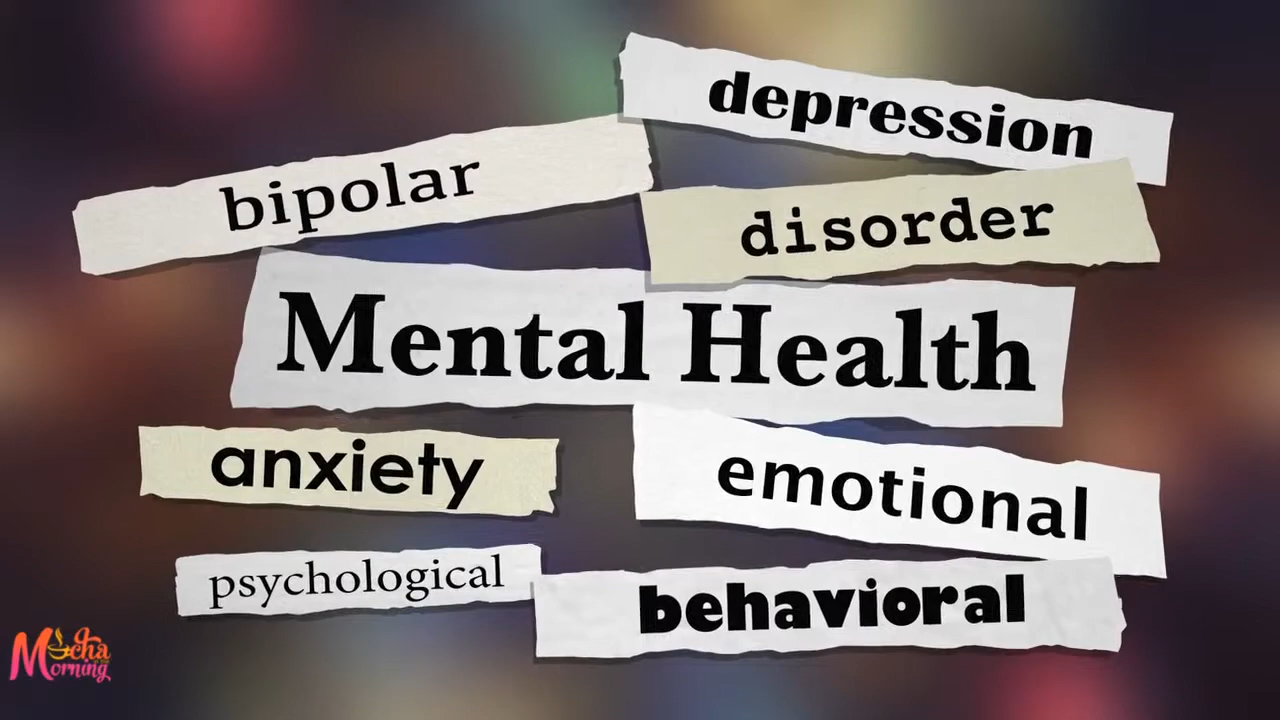 depression
bipolar
disorder
Mental Health
anxiety
emotional
psychological
behavioral
Mocha
Morning